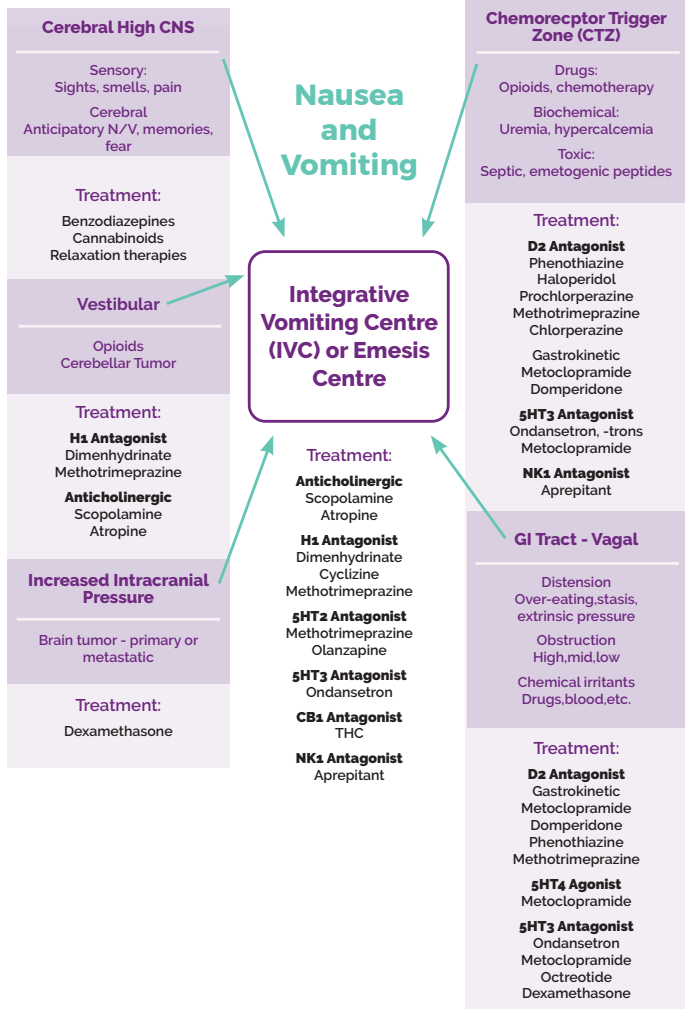 Cerebral High CNS
Sensory:
Sights, smells, pain
Cerebral
Anticipatory N/V, memories,
fear
Treatment:
Benzodiazepines
Cannabinoids
Relaxation therapies
Vestibular
Opioids
Cerebellar Tumor
Treatment:
H1 Antagonist
Dimenhydrinate
Methotrimeprazine
Anticholinergic
Scopolamine
Atropine
Increased Intracranial
Pressure
Brain tumor - primary or
metastatic
Treatment:
Dexamethasone
Nausea
and
Vomiting
Integrative
Vomiting Centre
(IVC) or Emesis
Centre
Treatment:
Anticholinergic
Scopolamine
Atropine
H1 Antagonist
Dimenhydrinate
Cyclizine
Methotrimeprazine
5HT2 Antagonist
Methotrimeprazine
Olanzapine
5HT3 Antagonist
Ondansetron
CB1 Antagonist
THC
NK1 Antagonist
Aprepitant
Chemorecptor Trigger
Zone (CTZ)
Drugs:
Opioids, chemotherapy
Biochemical:
Uremia, hypercalcemia
Toxic:
Septic, emetogenic peptides
Treatment:
D2 Antagonist
Phenothiazine
Haloperidol
Prochlorperazine
Methotrimeprazine
Chlorperazine
Gastrokinetic
Metoclopramide
Domperidone
5HT3 Antagonist
Ondansetron, -trons
Metoclopramide
NK1 Antagonist
Aprepitant
GI Tract - Vagal
Distension
Over-eating,stasis,
extrinsic pressure
Obstruction
High,mid,low
Chemical irritants
Drugs,blood,etc.
Treatment:
D2 Antagonist
Gastrokinetic
Metoclopramide
Domperidone
Phenothiazine
Methotrimeprazine
5HT4 Agonist
Metoclopramide
5HT3 Antagonist
Ondansetron
Metoclopramide
Octreotide
Dexamethasone